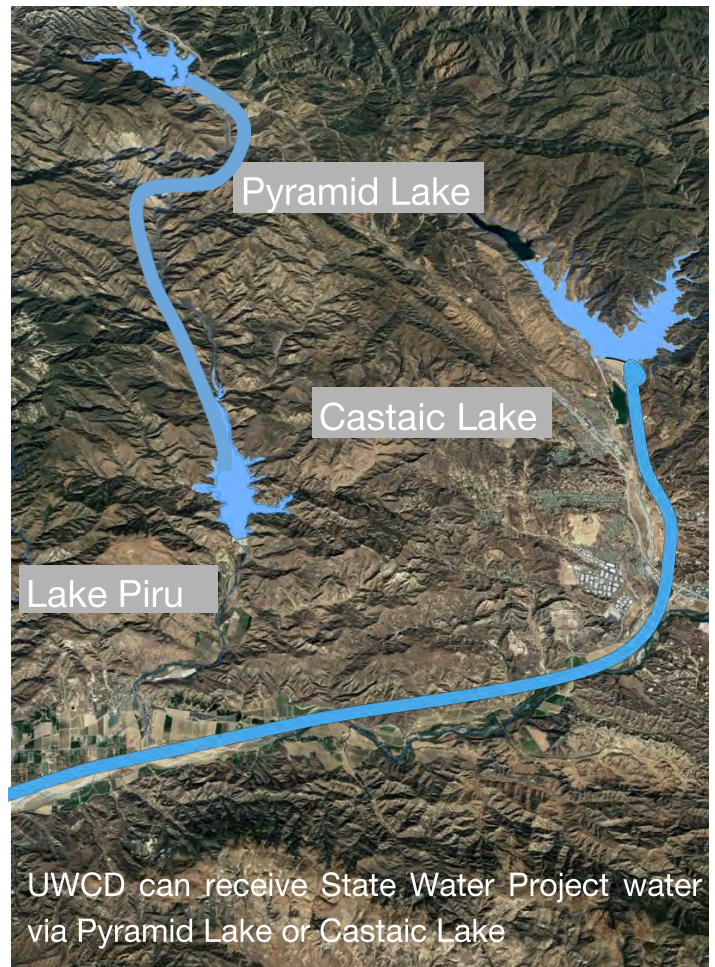 Pyramid Lake
Castaic Lake
Lake Piru
UWCD can receive State Water Project water
via Pyramid Lake or Castaic Lake